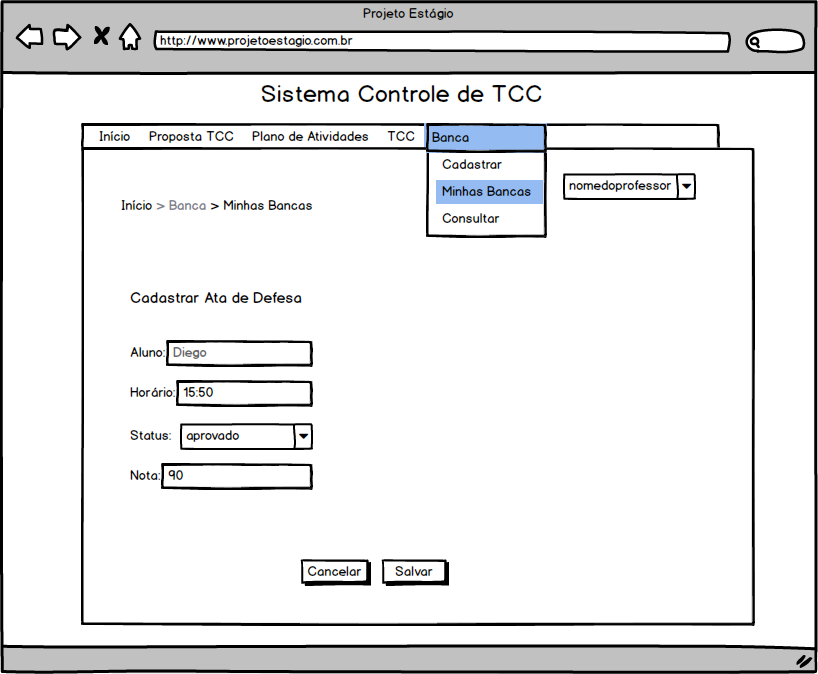 Projeto Estágio
http://www.projetoestagio.com.br
Sistema Controle de TCC
Início Proposta TCC Plano de Atividades TCC Banca
Cadastrar
Minhas Bancas
Consultar
nomedoprofessor
Início > Banca > Minhas Bancas
Cadastrar Ata de Defesa
Aluno: Diego
Horário: 15:50
Status: aprovado
Nota: 90
Cancelar Salvar